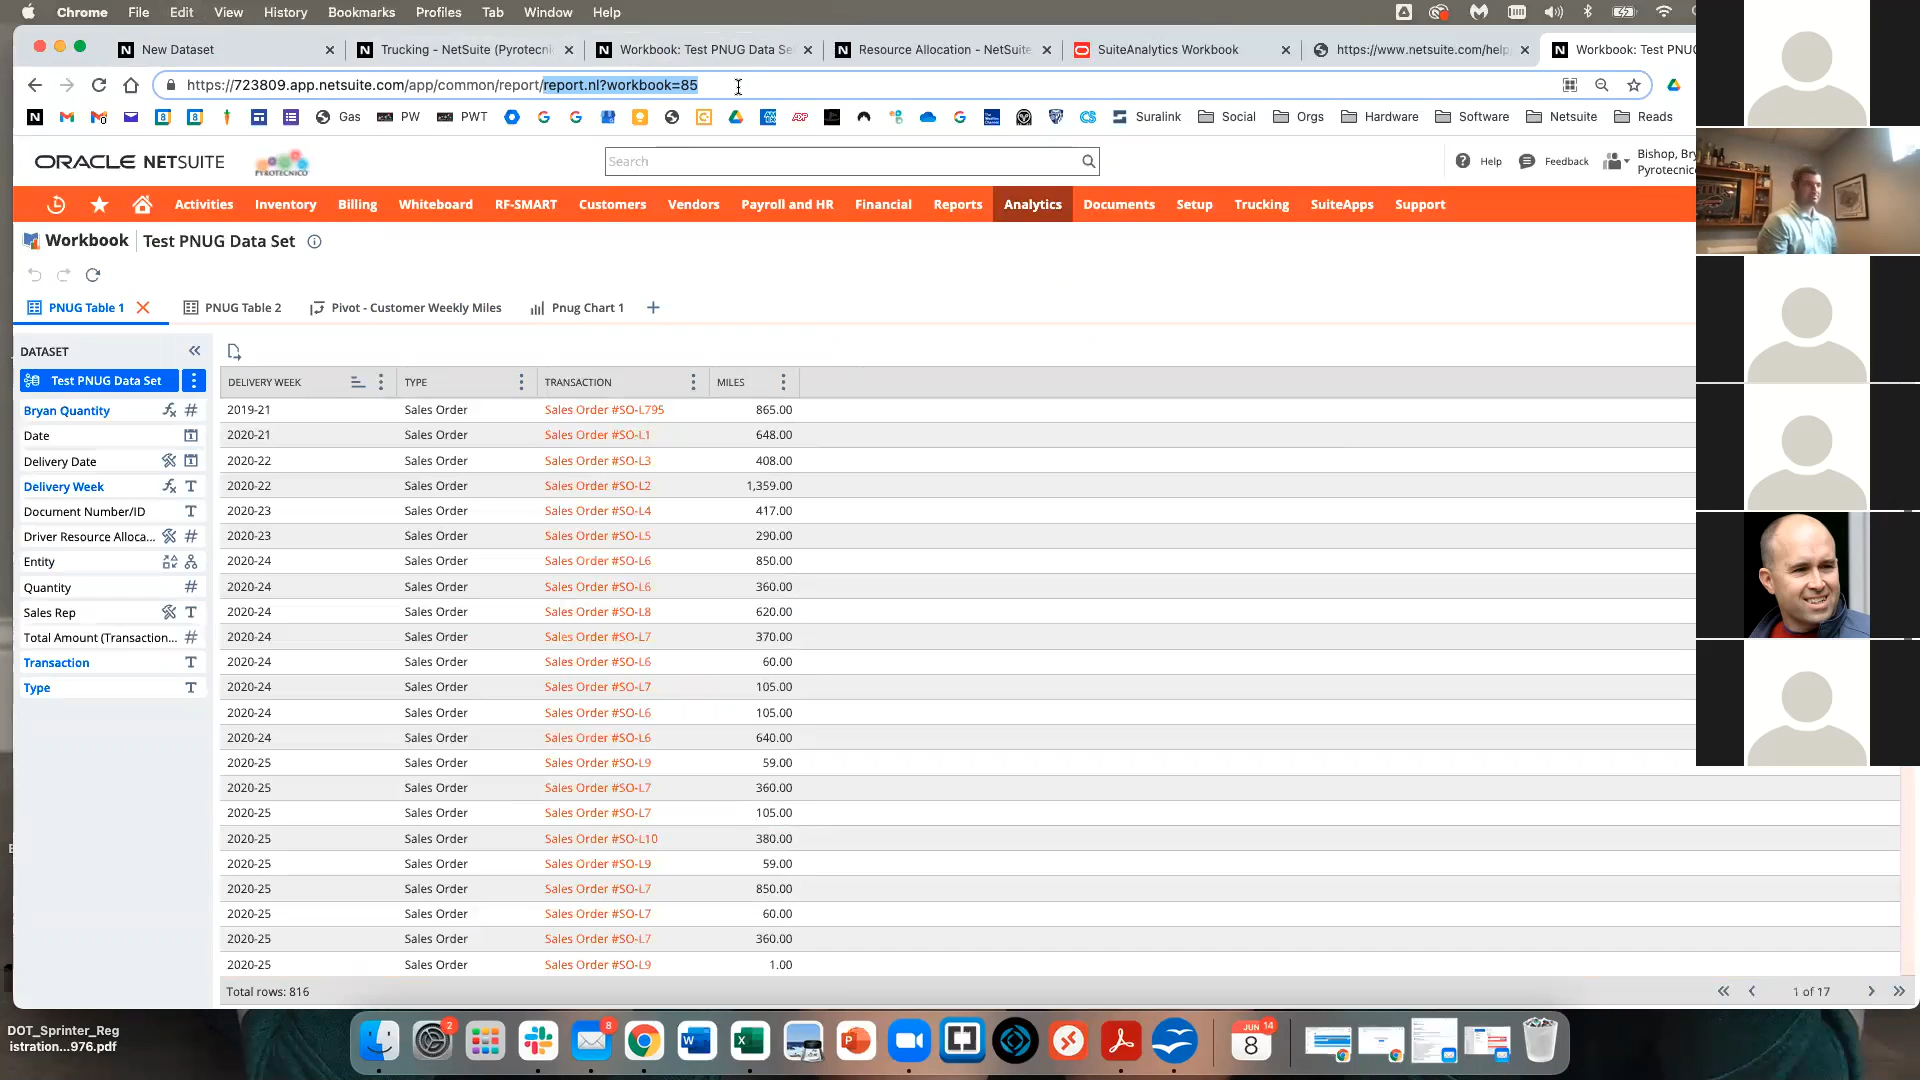 Chrome File Edit View History Bookmarks Profiles Tab Window Help
New Dataset
Trucking - NetSuite (Pyrotecni
Workbook: Test PNUG Data Se
Resource Allocation - NetSuite
SuiteAnalytics Workbook
https://www.netsuite.com/help
Workbook: Test PNUG
https://723809.app.netsuite.com/app/common/report/report.nl?workbook=85
Gas PW PWT Suralink Social Orgs Hardware Software Netsuite Reads
ORACLE NETSUITE
PYROTECNICO
Search
Help Feedback
Bishop, Bry
Pyrotecnic
Activities Inventory Billing Whiteboard RF-SMART Customers Vendors Payroll and HR Financial Reports Analytics Documents Setup Trucking SuiteApps Support
Workbook Test PNUG Data Set
PNUG Table 1 PNUG Table 2 Pivot - Customer Weekly Miles Pnug Chart 1
DATASET
Test PNUG Data Set
Bryan Quantity
Date
Delivery Date
Delivery Week
Document Number/ID
Driver Resource Alloca...
Entity
Quantity
Sales Rep
Total Amount (Transaction...
Transaction
Type
DELIVERY WEEK TYPE TRANSACTION MILES
2019-21 Sales Order Sales Order #SO-L795 865.00
2020-21 Sales Order Sales Order #SO-L1 648.00
2020-22 Sales Order Sales Order #SO-L3 408.00
2020-22 Sales Order Sales Order #SO-L2 1,359.00
2020-23 Sales Order Sales Order #SO-L4 417.00
2020-23 Sales Order Sales Order #SO-L5 290.00
2020-24 Sales Order Sales Order #SO-L6 850.00
2020-24 Sales Order Sales Order #SO-L6 360.00
2020-24 Sales Order Sales Order #SO-L8 620.00
2020-24 Sales Order Sales Order #SO-L7 370.00
2020-24 Sales Order Sales Order #SO-L6 60.00
2020-24 Sales Order Sales Order #SO-L7 105.00
2020-24 Sales Order Sales Order #SO-L6 105.00
2020-24 Sales Order Sales Order #SO-L6 640.00
2020-25 Sales Order Sales Order #SO-L9 59.00
2020-25 Sales Order Sales Order #SO-L7 360.00
2020-25 Sales Order Sales Order #SO-L7 105.00
2020-25 Sales Order Sales Order #SO-L10 380.00
2020-25 Sales Order Sales Order #SO-L9 59.00
2020-25 Sales Order Sales Order #SO-L7 850.00
2020-25 Sales Order Sales Order #SO-L7 60.00
2020-25 Sales Order Sales Order #SO-L7 360.00
2020-25 Sales Order Sales Order #SO-L9 1.00
Total rows: 816
1 of 17
DOT_Sprinter_Reg
istration...976.pdf
2
8
JUN 14
8